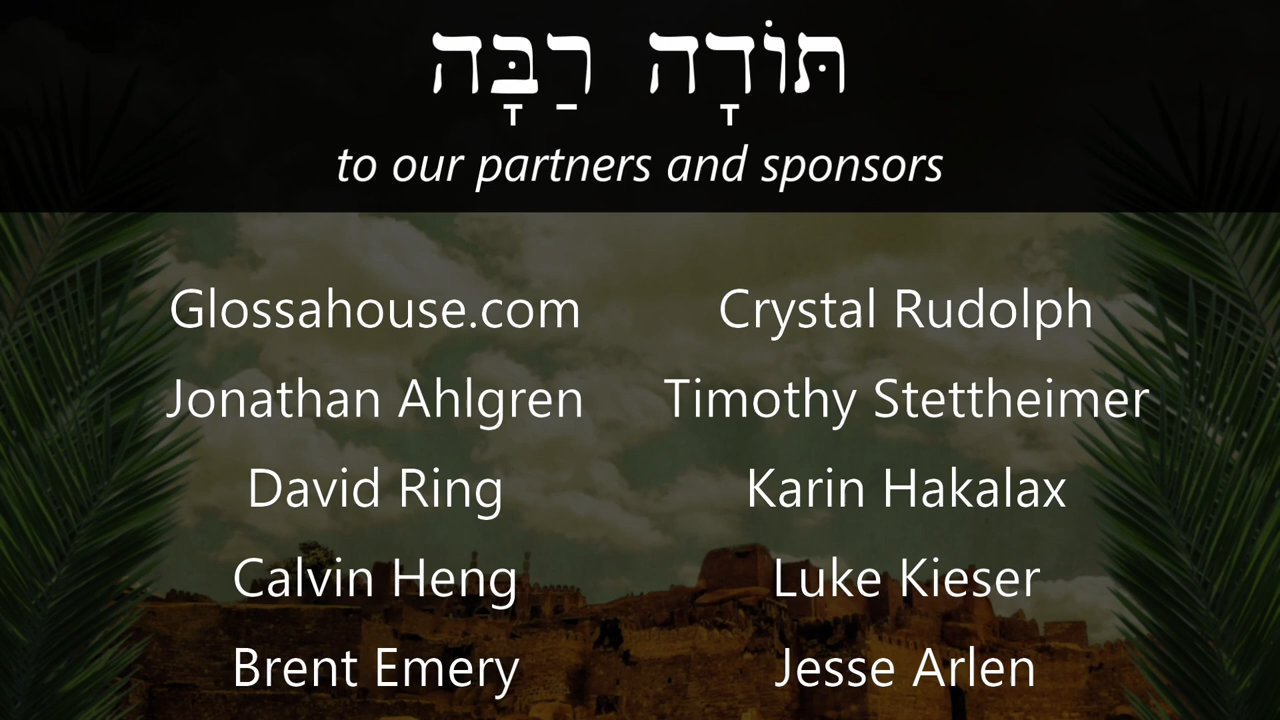 תּוֹדָה רַבָּה
to our partners and sponsors
Glossahouse.com
Jonathan Ahlgren
David Ring
Calvin Heng
Brent Emery
Crystal Rudolph
Timothy Stettheimer
Karin Hakalax
Luke Kieser
Jesse Arlen